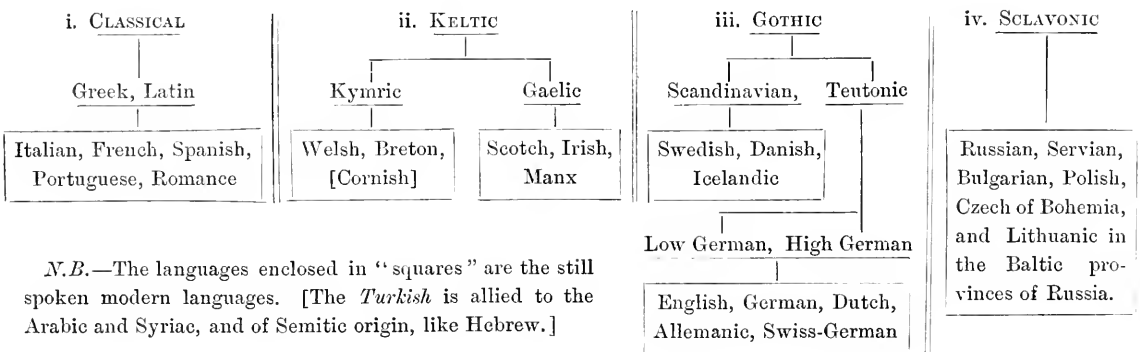 i. CLASSICAL
Greek, Latin
Italian, French, Spanish,
Portuguese, Romance
ii. KELTIC
Kymric
Gaelic
Welsh, Breton,
[Cornish]
Scotch, Irish,
Manx
iii. GOTHIC
Scandinavian,
Teutonic
Swedish, Danish,
Icelandic
Low German, High German
English, German, Dutch,
Allemanic, Swiss-German
iv. SCLAVONIC
Russian, Servian,
Bulgarian, Polish,
Czech of Bohemia,
and Lithuanic in
the Baltic pro-
vinces of Russia.
N.B.—The languages enclosed in “squares” are the still
spoken modern languages. [The Turkish is allied to the
Arabic and Syriac, and of Semitic origin, like Hebrew.]